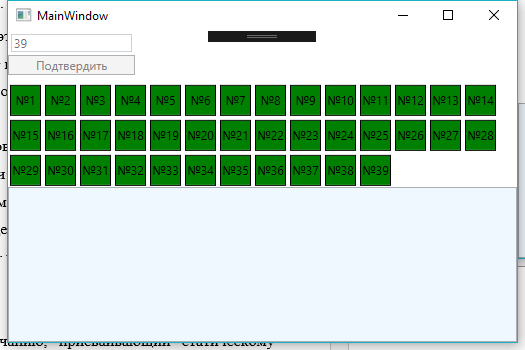 MainWindow
39
Подтвердить
№1 №2 №3 №4 №5 №6 №7 №8 №9 №10 №11 №12 №13 №14
№15 №16 №17 №18 №19 №20 №21 №22 №23 №24 №25 №26 №27 №28
№29 №30 №31 №32 №33 №34 №35 №36 №37 №38 №39
чанию, присваивающий статическому